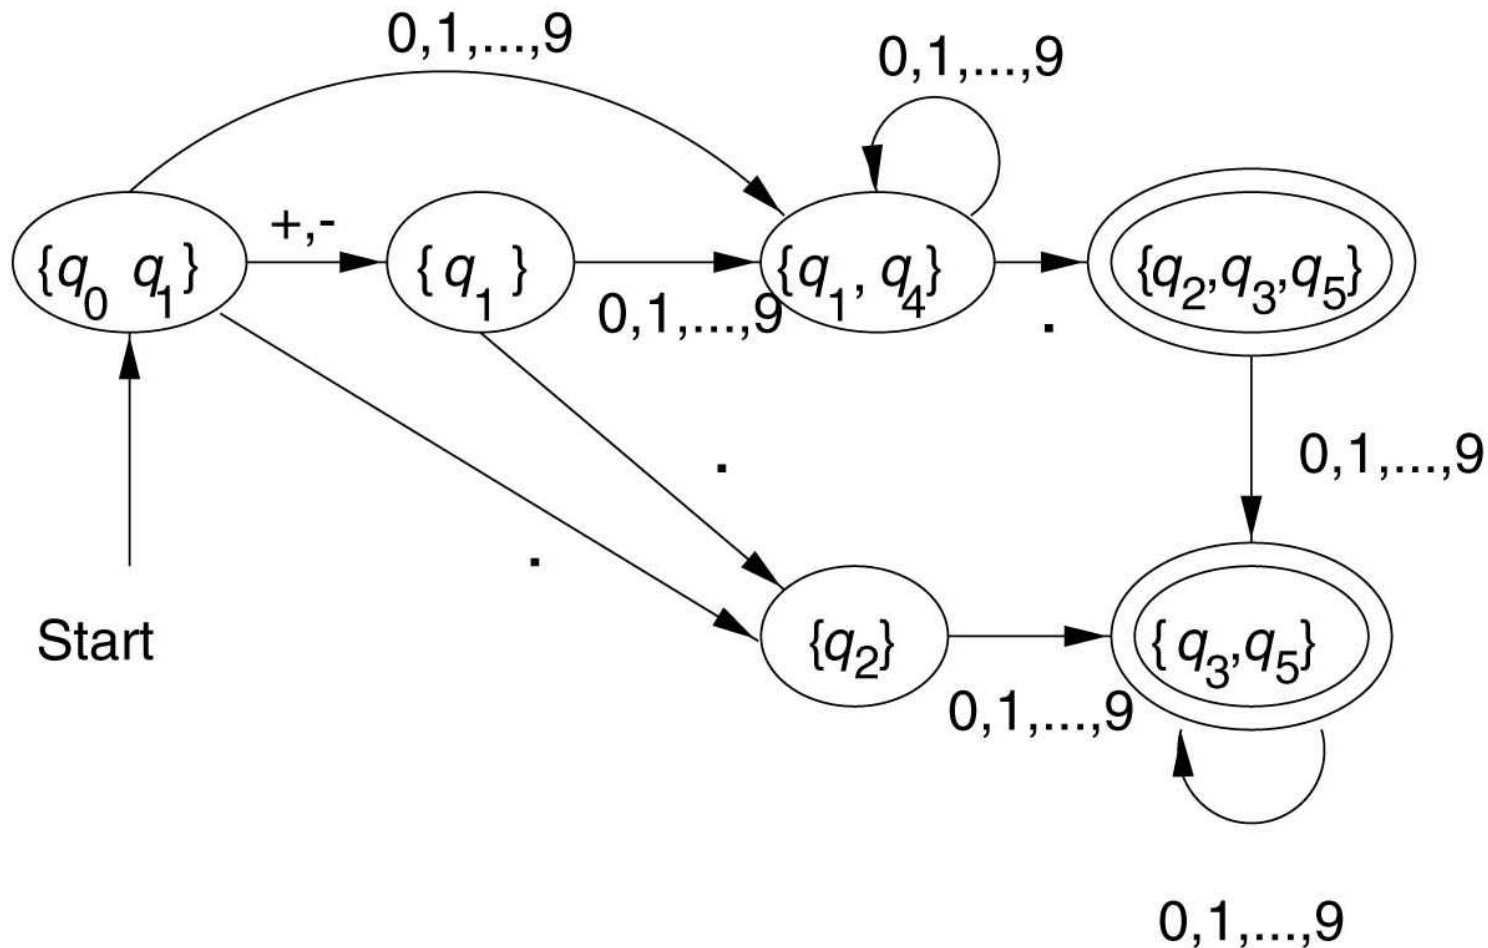 0,1,...,9
0,1,...,9
+,-
{q0 q1}
{q1}
{q1, q4}
{q2,q3,q5}
0,1,...,9
.
0,1,...,9
.
.
Start
{q2}
{q3,q5}
0,1,...,9
0,1,...,9